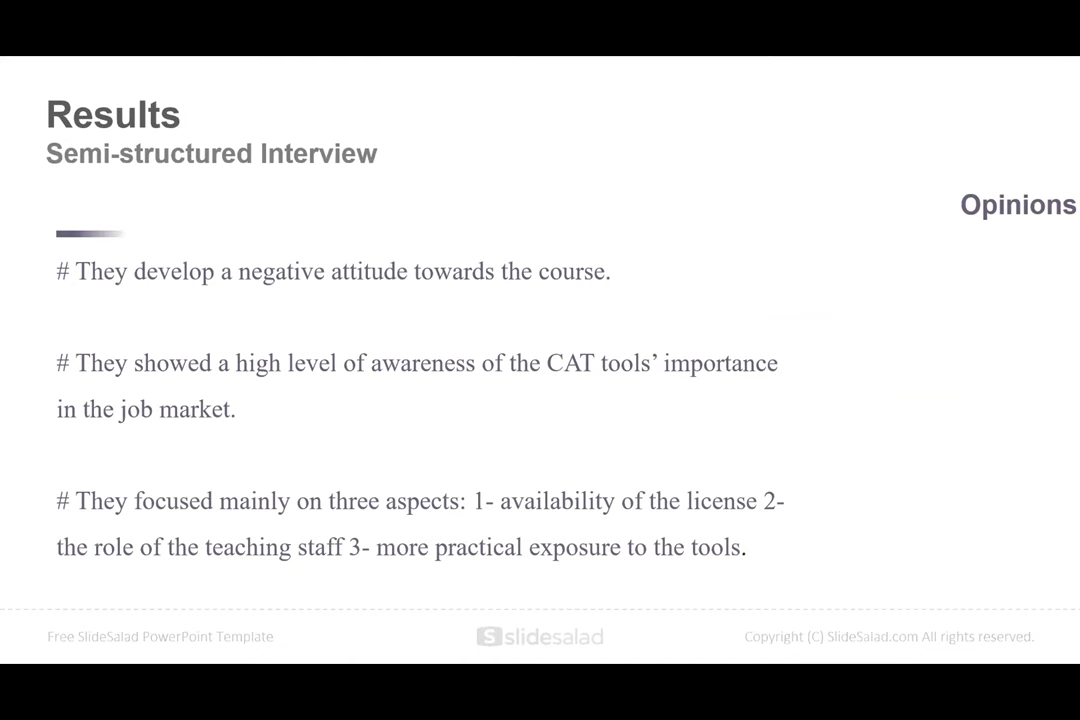 Results
Semi-structured Interview
Opinions
# They develop a negative attitude towards the course.
# They showed a high level of awareness of the CAT tools’ importance
in the job market.
# They focused mainly on three aspects: 1- availability of the license 2-
the role of the teaching staff 3- more practical exposure to the tools.
Free SlideSalad PowerPoint Template
S slidesalad
Copyright (C) SlideSalad.com All rights reserved.